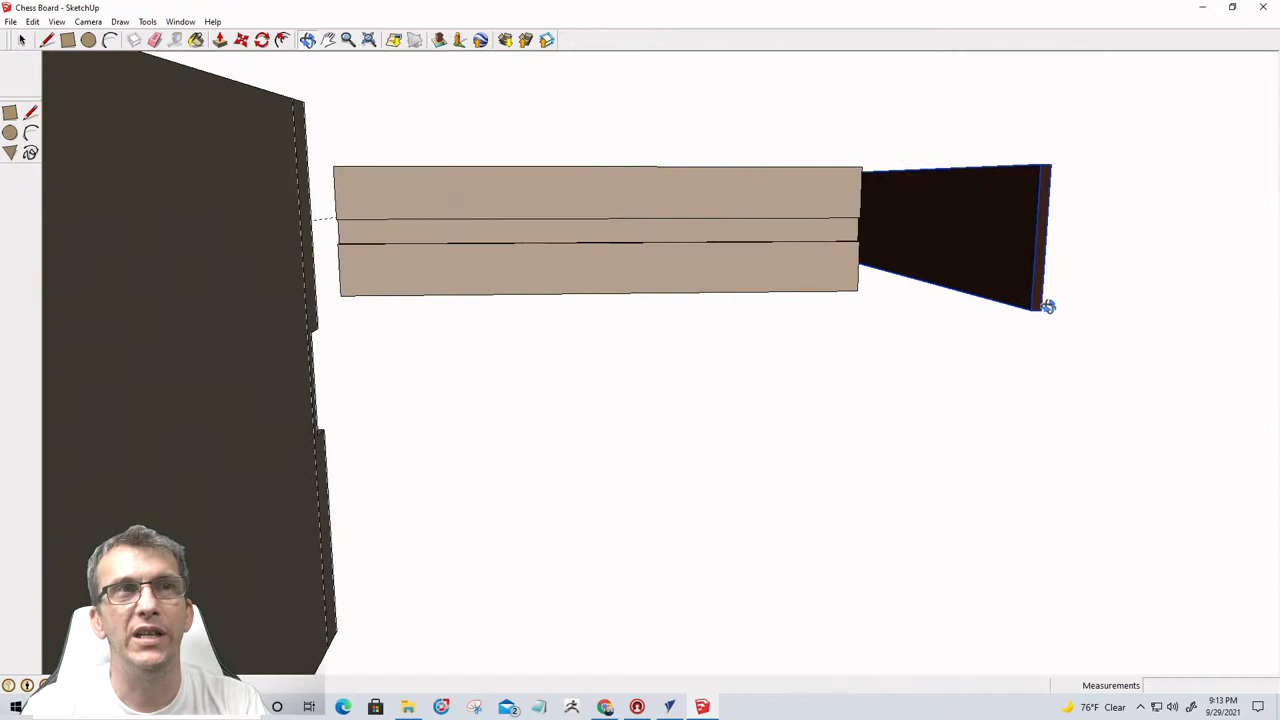 Chess Board - SketchUp
File Edit View Camera Draw Tools Window Help
Measurements
2
76°F Clear
9:13 PM
9/29/2021